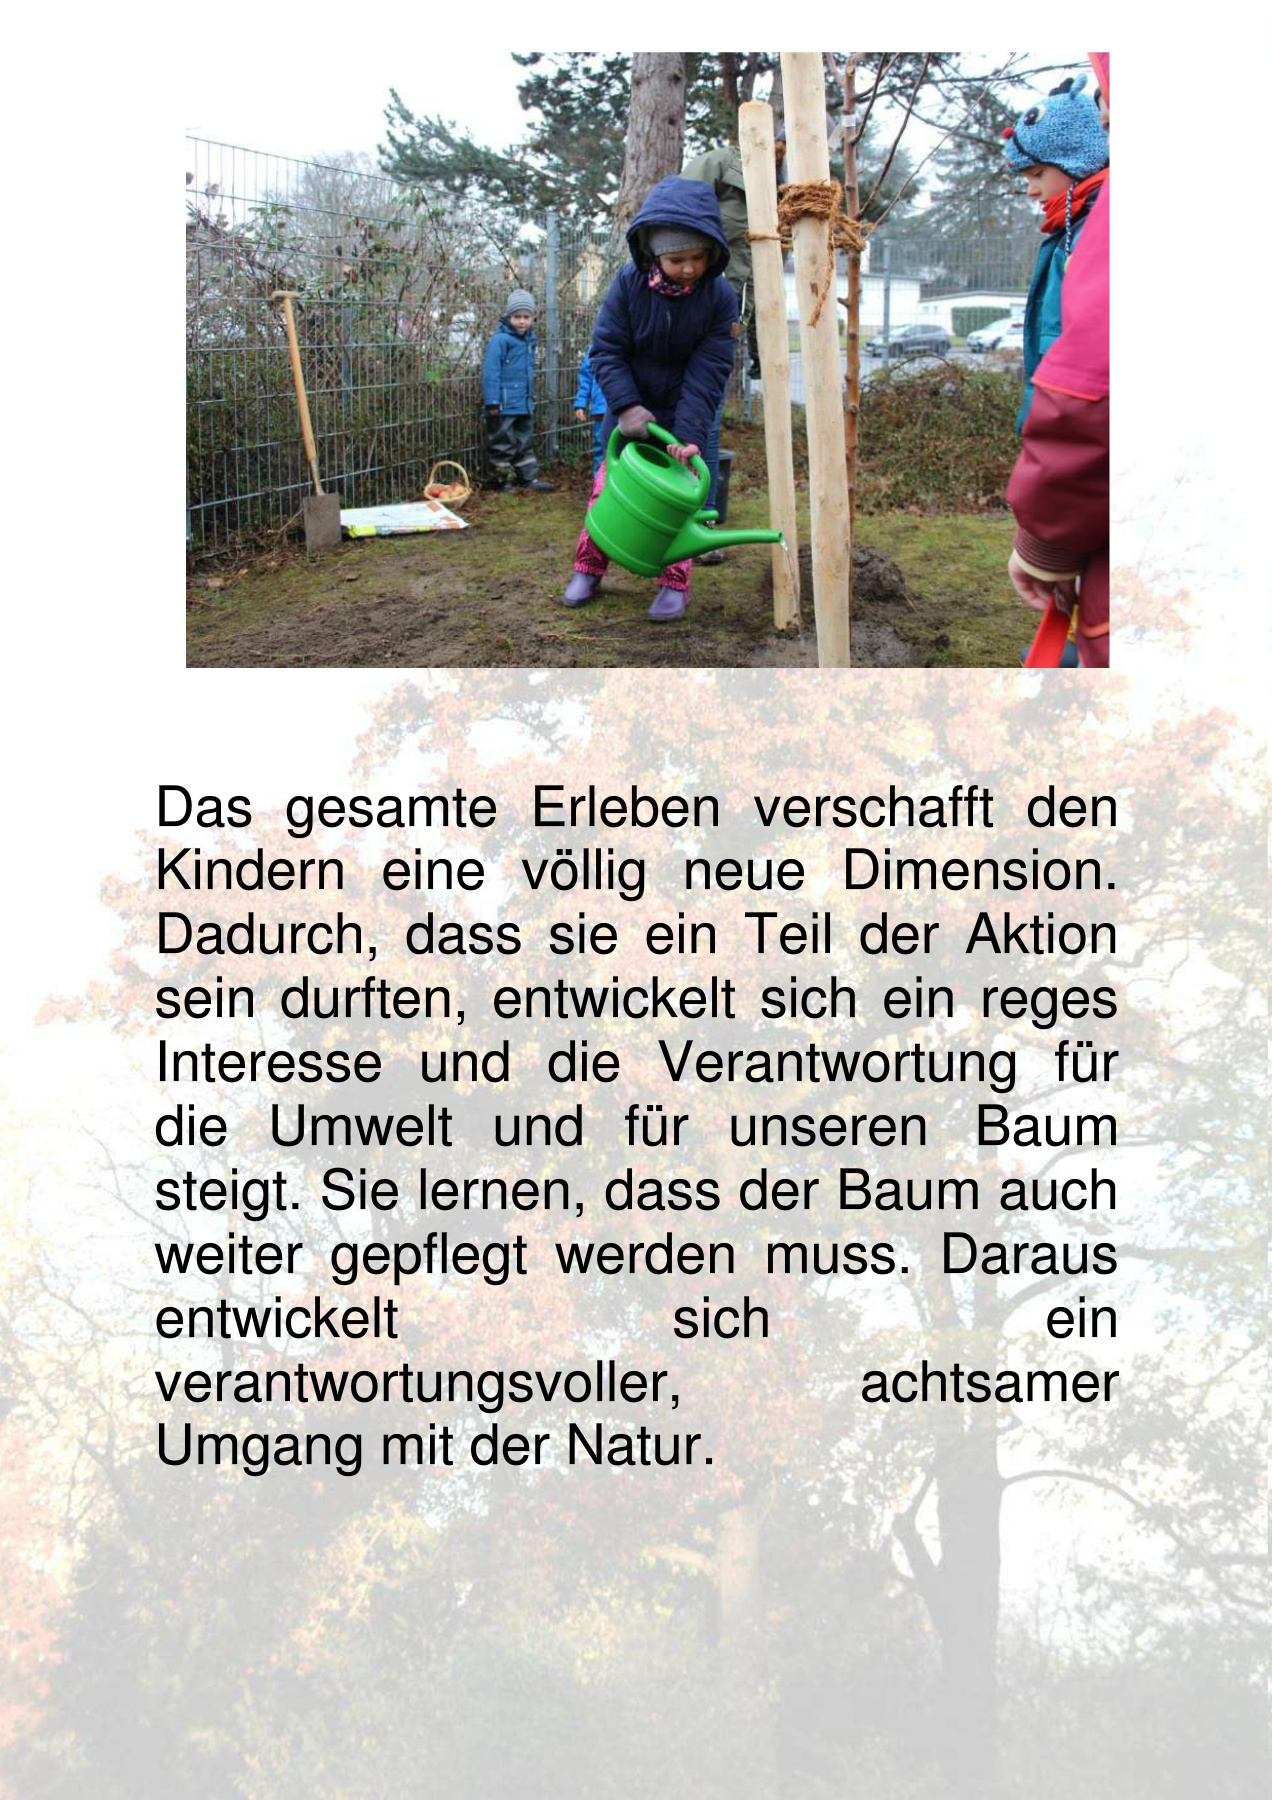 Das gesamte Erleben verschafft den
Kindern eine völlig neue Dimension.
Dadurch, dass sie ein Teil der Aktion
sein durften, entwickelt sich ein reges
Interesse und die Verantwortung für
die Umwelt und für unseren Baum
steigt. Sie lernen, dass der Baum auch
weiter gepflegt werden muss. Daraus
entwickelt sich ein
verantwortungsvoller, achtsamer
Umgang mit der Natur.